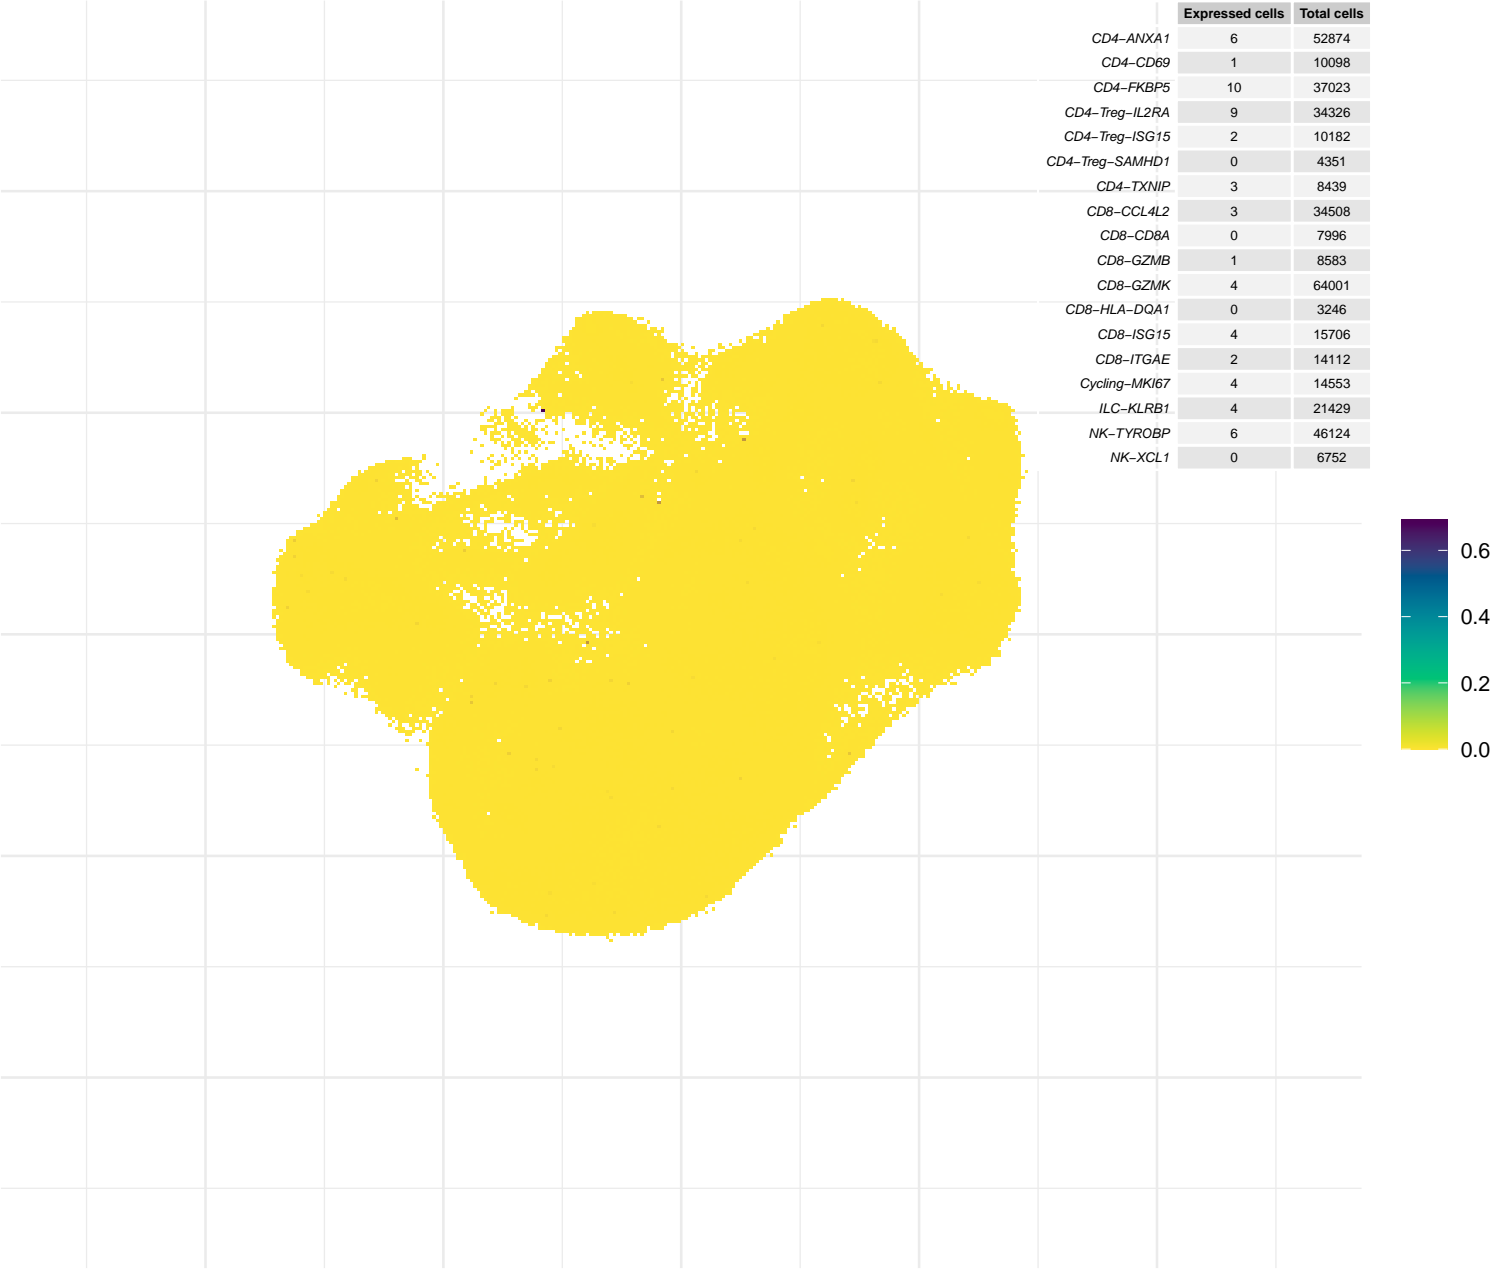 Expressed cells Total cells
CD4−ANXA1 6 52874
CD4−CD69 1 10098
CD4−FKBP5 10 37023
CD4−Treg−IL2RA 9 34326
CD4−Treg−ISG15 2 10182
CD4−Treg−SAMHD1 0 4351
CD4−TXNIP 3 8439
CD8−CCL4L2 3 34508
CD8−CD8A 0 7996
CD8−GZMB 1 8583
CD8−GZMK 4 64001
CD8−HLA−DQA1 0 3246
CD8−ISG15 4 15706
CD8−ITGAE 2 14112
Cycling−MKI67 4 14553
ILC−KLRB1 4 21429
NK−TYROBP 6 46124
NK−XCL1 0 6752
0.6
0.4
0.2
0.0